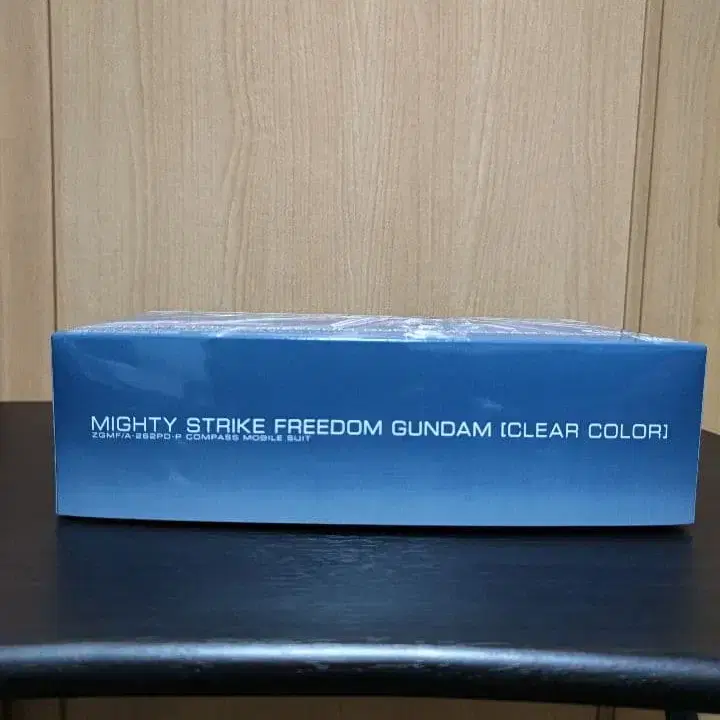 MIGHTY STRIKE FREEDOM GUNDAM [CLEAR COLOR]
ZGMF/A-262PD-P COMPASS MOBILE SUIT